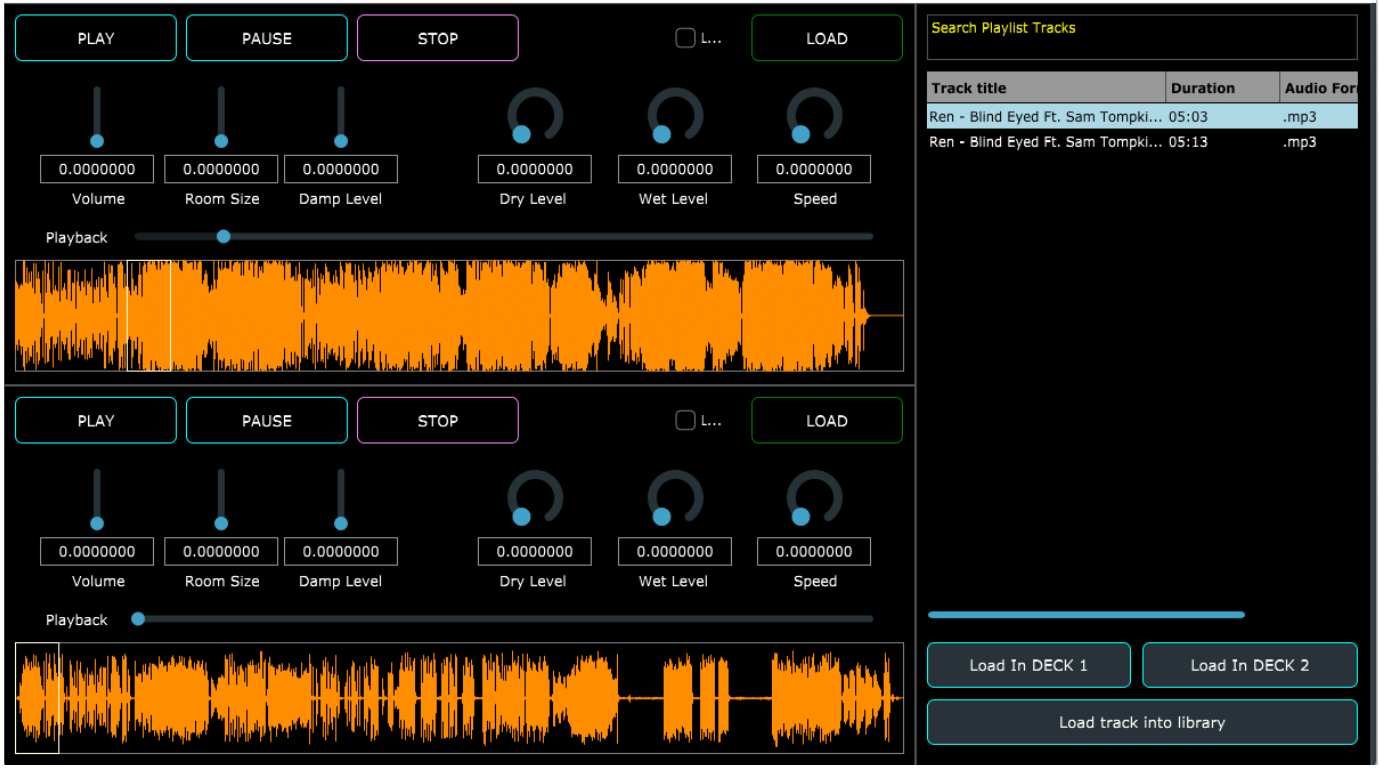 PLAY PAUSE STOP L... LOAD
0.0000000 0.0000000 0.0000000 0.0000000 0.0000000 0.0000000
Volume Room Size Damp Level Dry Level Wet Level Speed
Playback
PLAY PAUSE STOP L... LOAD
0.0000000 0.0000000 0.0000000 0.0000000 0.0000000 0.0000000
Volume Room Size Damp Level Dry Level Wet Level Speed
Playback
Search Playlist Tracks
Track title Duration Audio For
Ren - Blind Eyed Ft. Sam Tompki... 05:03 .mp3
Ren - Blind Eyed Ft. Sam Tompki... 05:13 .mp3
Load In DECK 1 Load In DECK 2
Load track into library